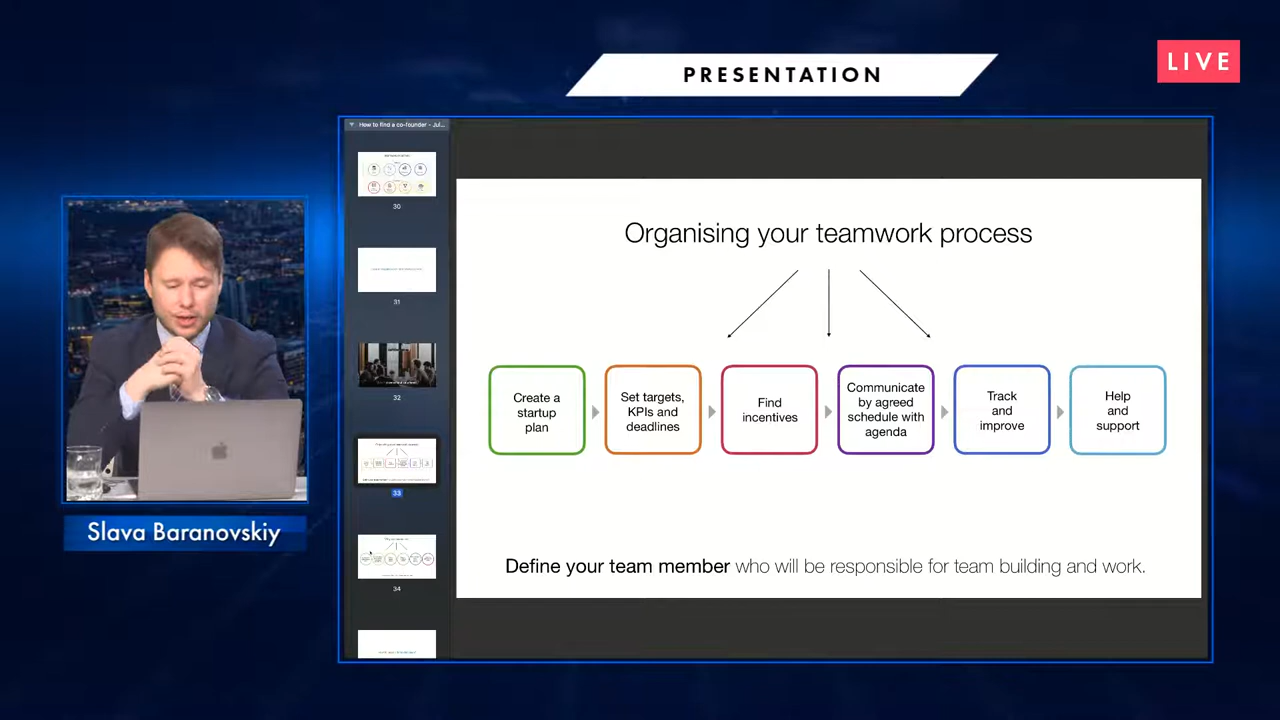 PRESENTATION
LIVE
How to find a co-founder - Jul...
30
31
32
33
34
Organising your teamwork process
Create a
startup
plan
Set targets,
KPIs and
deadlines
Find
incentives
Communicate
by agreed
schedule with
agenda
Track
and
improve
Help
and
support
Define your team member who will be responsible for team building and work.
Slava Baranovskiy